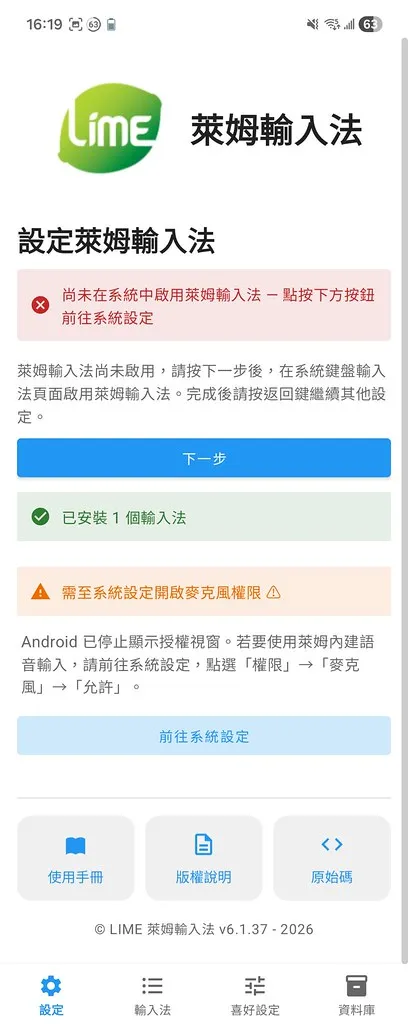 16:19
63
63
LiME
萊姆輸入法
設定萊姆輸入法
尚未在系統中啟用萊姆輸入法 — 點按下方按鈕
前往系統設定
萊姆輸入法尚未啟用，請按下一步後，在系統鍵盤輸入
法頁面啟用萊姆輸入法。完成後請按返回鍵繼續其他設
定。
下一步
已安裝 1 個輸入法
需至系統設定開啟麥克風權限 ⚠
Android 已停止顯示授權視窗。若要使用萊姆內建語
音輸入，請前往系統設定，點選「權限」→「麥克
風」→「允許」。
前往系統設定
使用手冊
版權說明
原始碼
© LIME 萊姆輸入法 v6.1.37 - 2026
設定
輸入法
喜好設定
資料庫